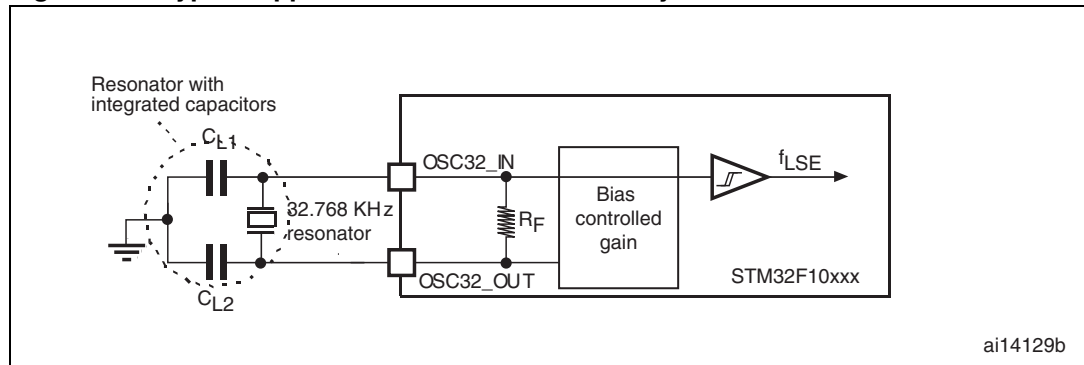 Resonator with
integrated capacitors
CL1
OSC32_IN
fLSE
32.768 KHz
resonator
RF
Bias
controlled
gain
OSC32_OUT
STM32F10xxx
CL2
ai14129b